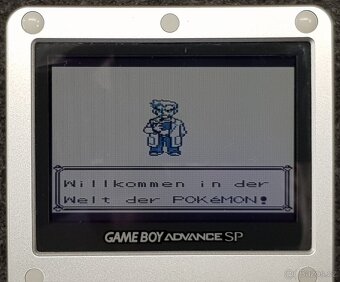 Willkommen in der
Welt der POKéMON!
GAME BOY ADVANCE SP